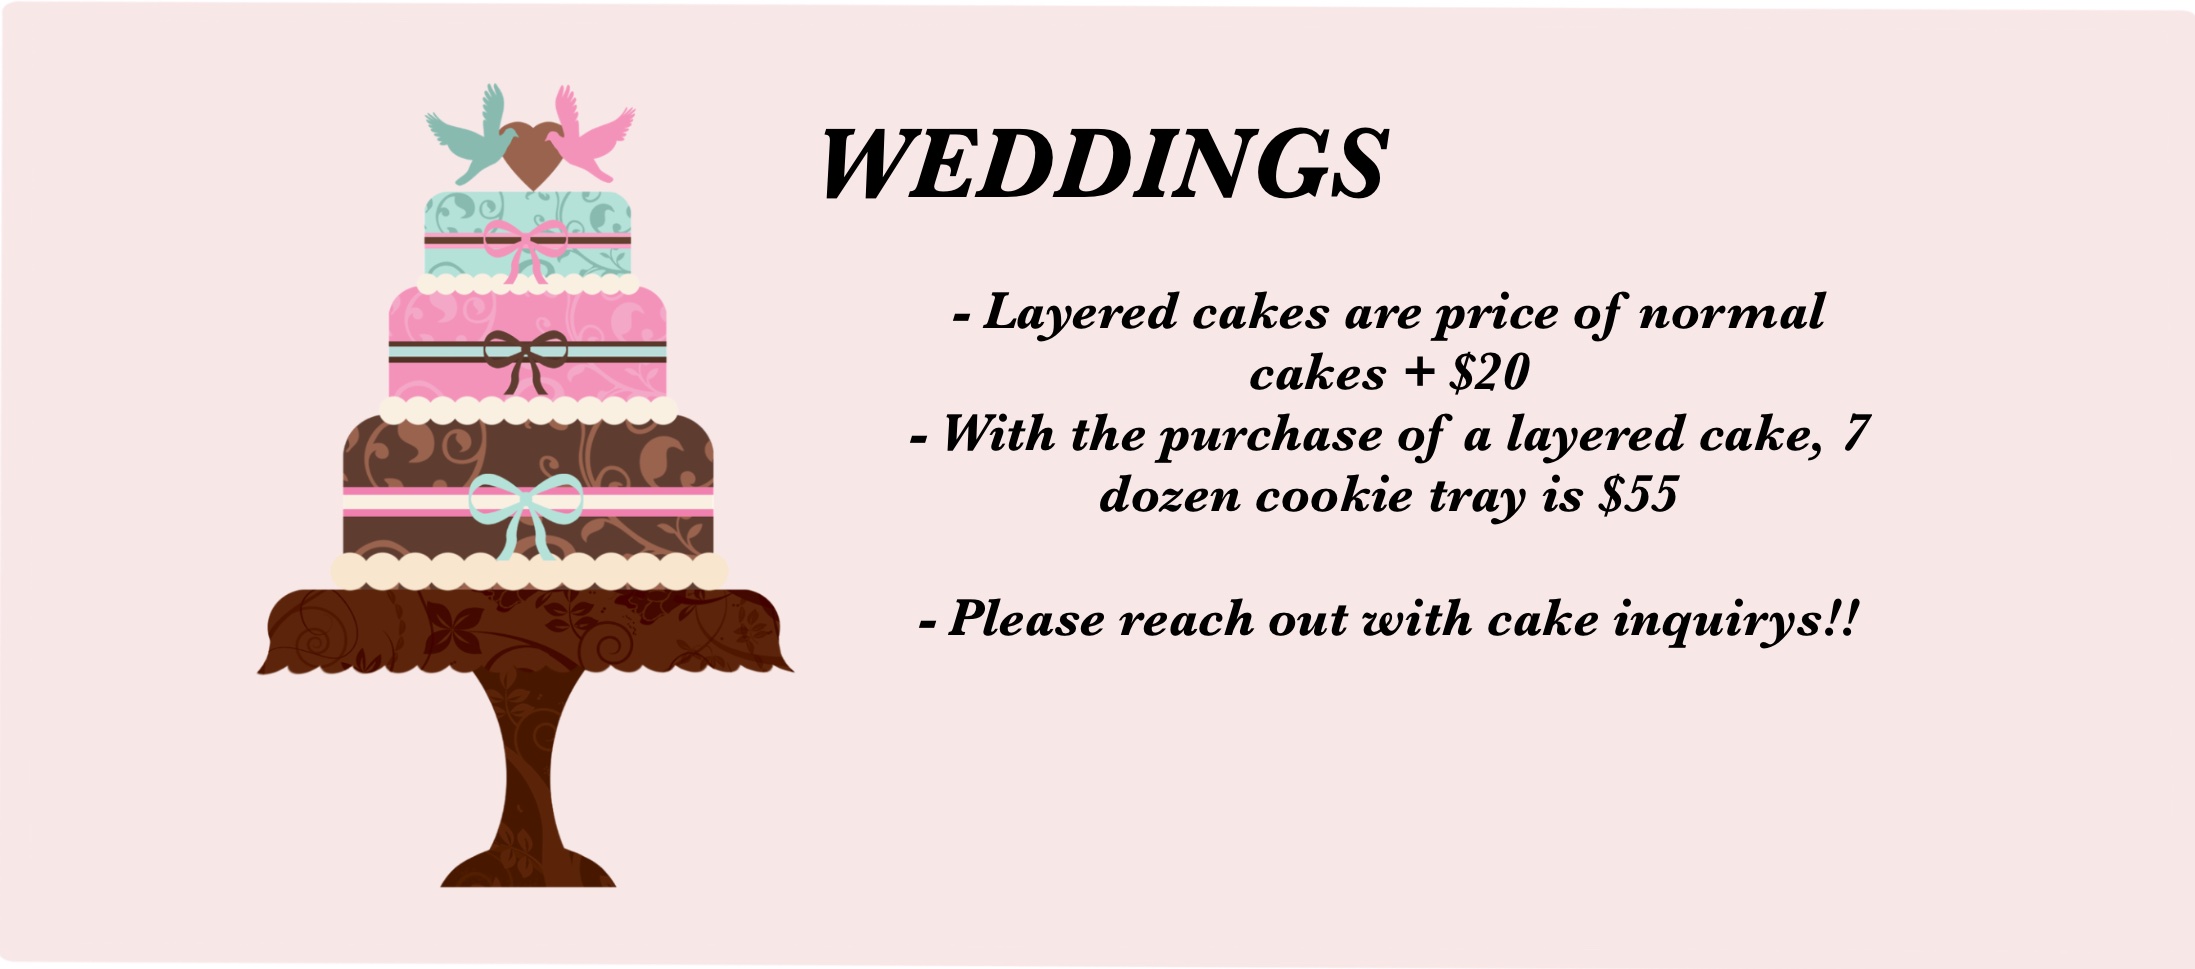 WEDDINGS
- Layered cakes are price of normal
cakes + $20
- With the purchase of a layered cake, 7
dozen cookie tray is $55
- Please reach out with cake inquirys!!